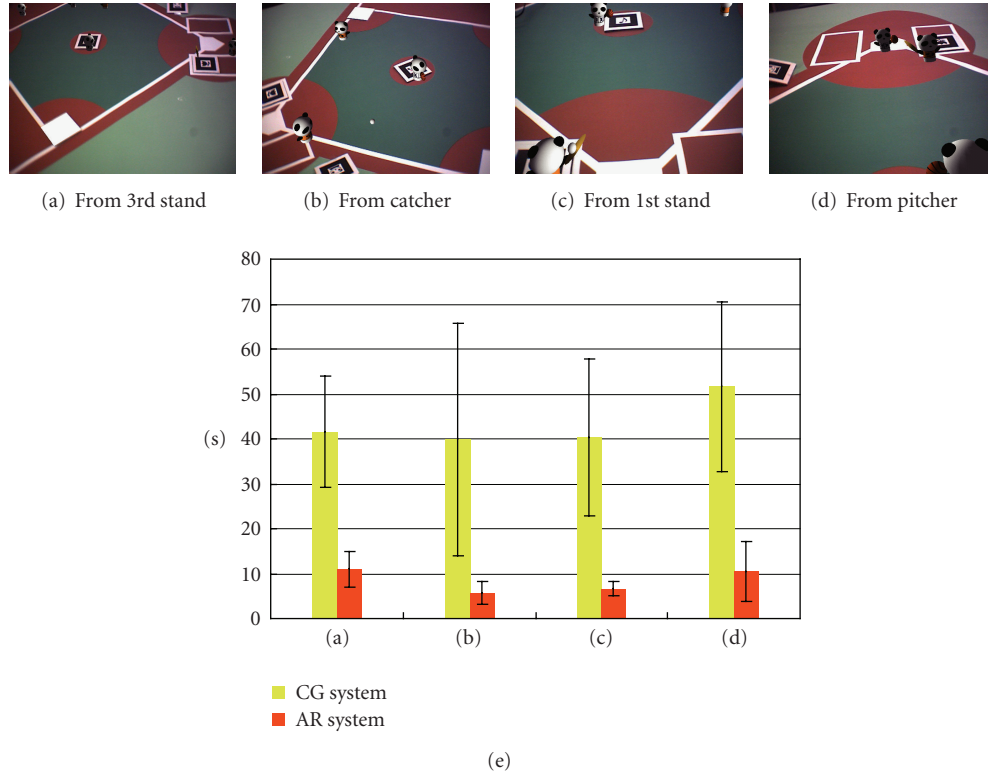 (a) From 3rd stand
(b) From catcher
(c) From 1st stand
(d) From pitcher
80
70
60
50
40
30
20
10
0
(s)
(a) (b) (c) (d)
CG system
AR system
(e)